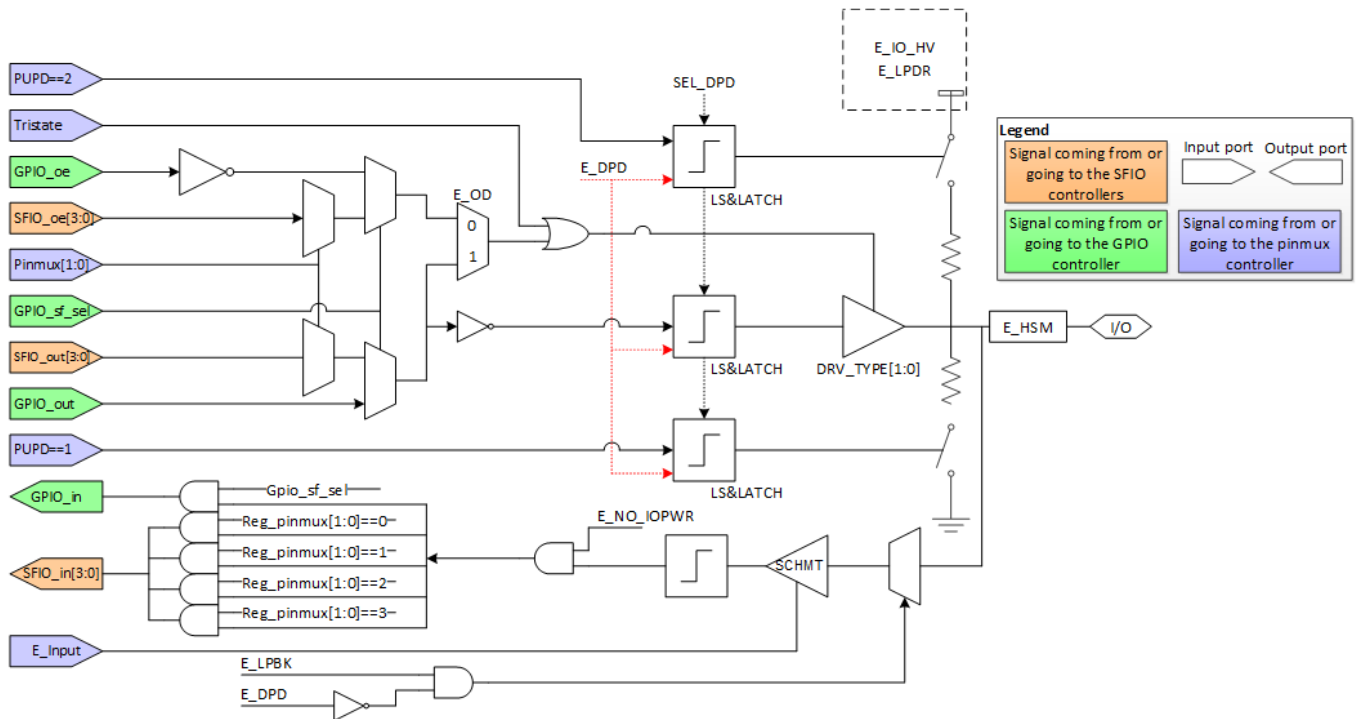 E_IO_HV
E_LPDR
PUPD==2
SEL_DPD
Tristate
Legend
Signal coming from or
going to the SFIO
controllers
Input port
Output port
GPIO_oe
E_DPD
LS&LATCH
E_OD
SFIO_oe[3:0]
0
Signal coming from or
going to the GPIO
controller
Signal coming from or
going to the pinmux
controller
1
Pinmux[1:0]
GPIO_sf_sel
E_HSM
I/O
SFIO_out[3:0]
LS&LATCH
DRV_TYPE[1:0]
GPIO_out
PUPD==1
LS&LATCH
GPIO_in
Gpio_sf_sel
Reg_pinmux[1:0]==0
E_NO_IOPWR
Reg_pinmux[1:0]==1
SCHMT
SFIO_in[3:0]
Reg_pinmux[1:0]==2
Reg_pinmux[1:0]==3
E_Input
E_LPBK
E_DPD